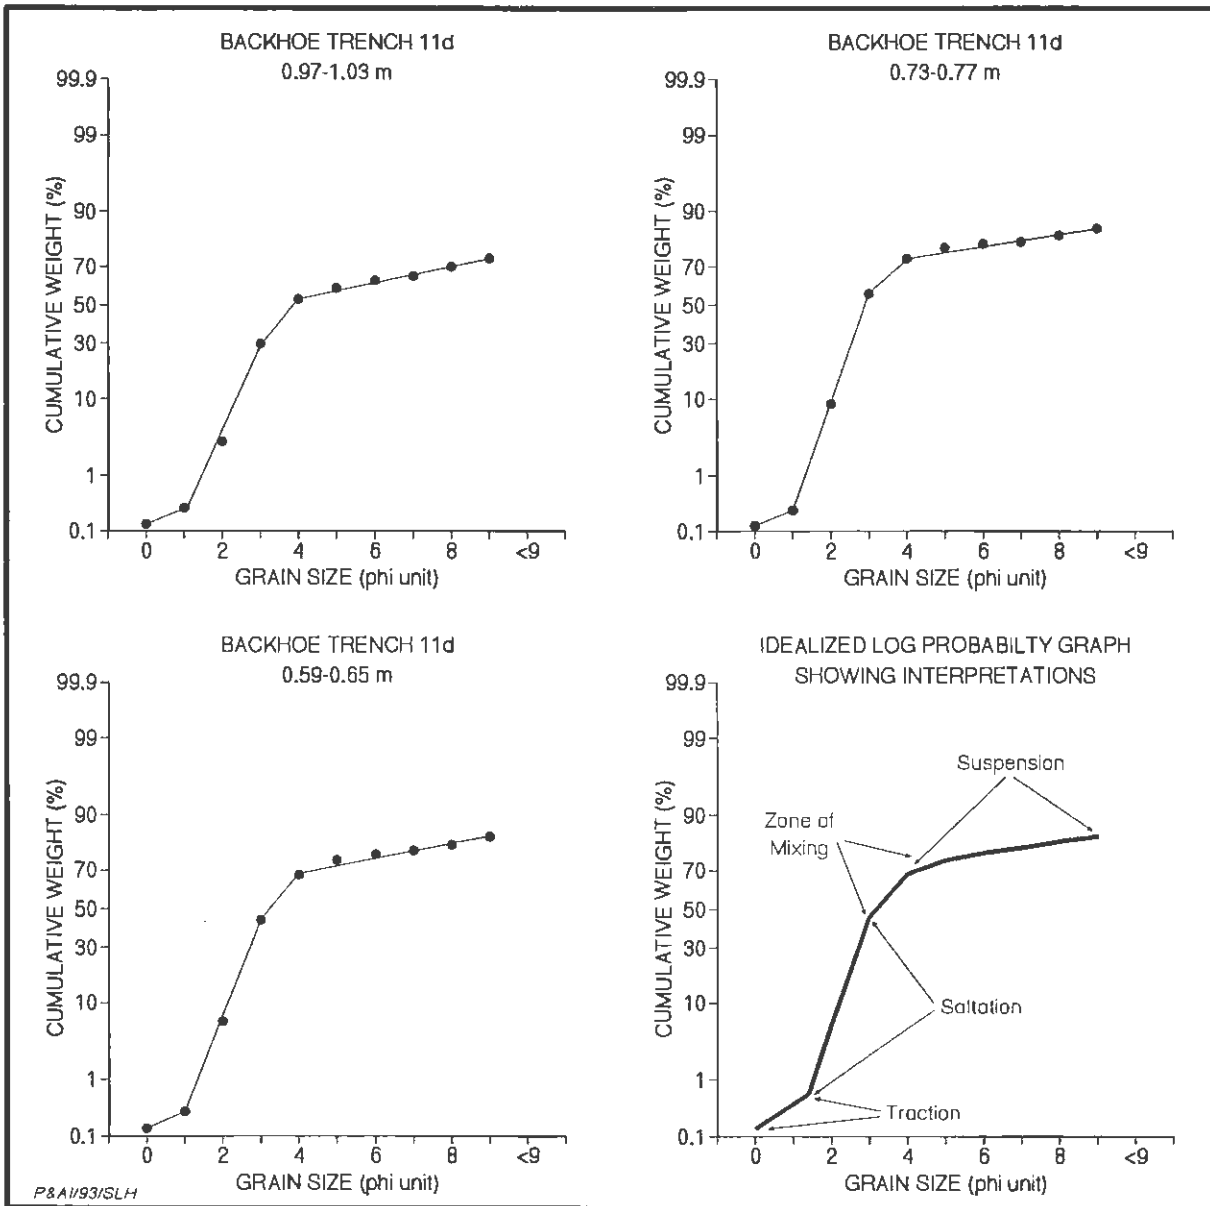 BACKHOE TRENCH 11d
0.97-1.03 m
99.9
99
90
70
50
30
10
1
0.1
CUMULATIVE WEIGHT (%)
0 2 4 6 8 <9
GRAIN SIZE (phi unit)
BACKHOE TRENCH 11d
0.73-0.77 m
99.9
99
90
70
50
30
10
1
0.1
CUMULATIVE WEIGHT (%)
0 2 4 6 8 <9
GRAIN SIZE (phi unit)
BACKHOE TRENCH 11d
0.59-0.65 m
99.9
99
90
70
50
30
10
1
0.1
CUMULATIVE WEIGHT (%)
0 2 4 6 8 <9
GRAIN SIZE (phi unit)
IDEALIZED LOG PROBABILTY GRAPH
SHOWING INTERPRETATIONS
99.9
99
90
70
50
30
10
1
0.1
CUMULATIVE WEIGHT (%)
Suspension
Zone of
Mixing
Saltation
Traction
0 2 4 6 8 <9
GRAIN SIZE (phi unit)
P&AI/93/SLH